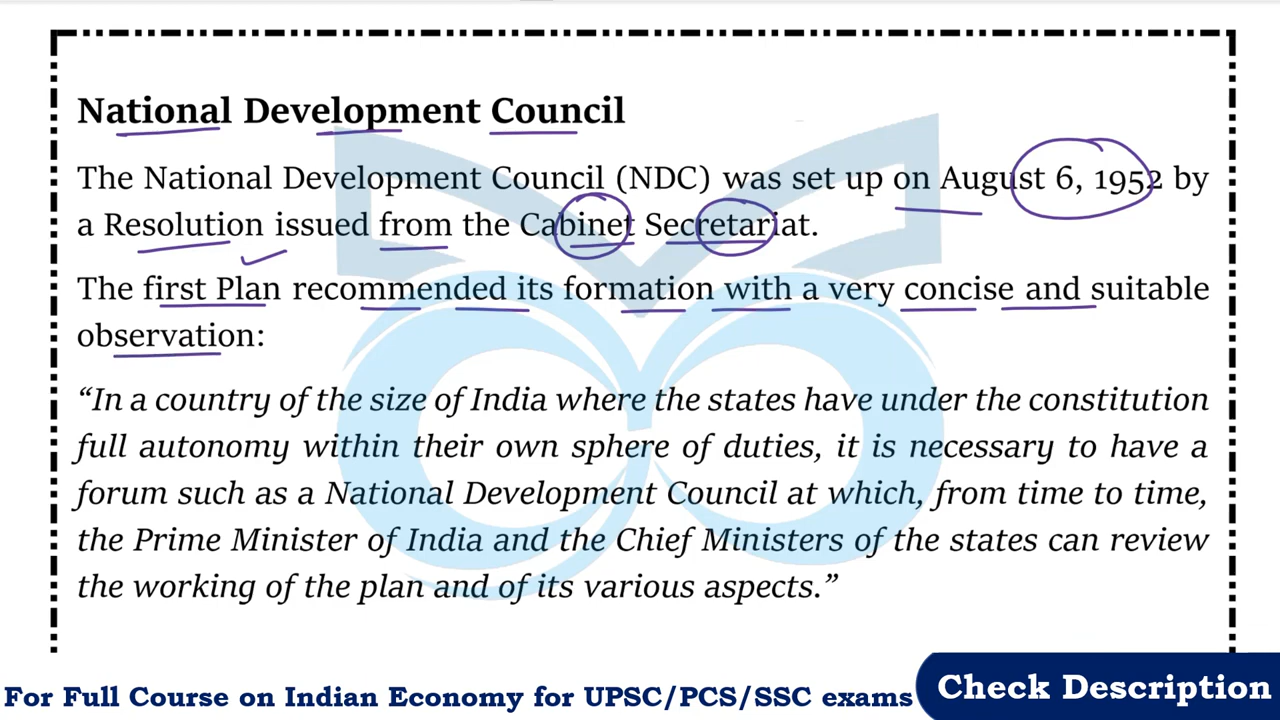 National Development Council
The National Development Council (NDC) was set up on August 6, 1952 by
a Resolution issued from the Cabinet Secretariat.
The first Plan recommended its formation with a very concise and suitable
observation:
“In a country of the size of India where the states have under the constitution
full autonomy within their own sphere of duties, it is necessary to have a
forum such as a National Development Council at which, from time to time,
the Prime Minister of India and the Chief Ministers of the states can review
the working of the plan and of its various aspects.”
For Full Course on Indian Economy for UPSC/PCS/SSC exams
Check Description